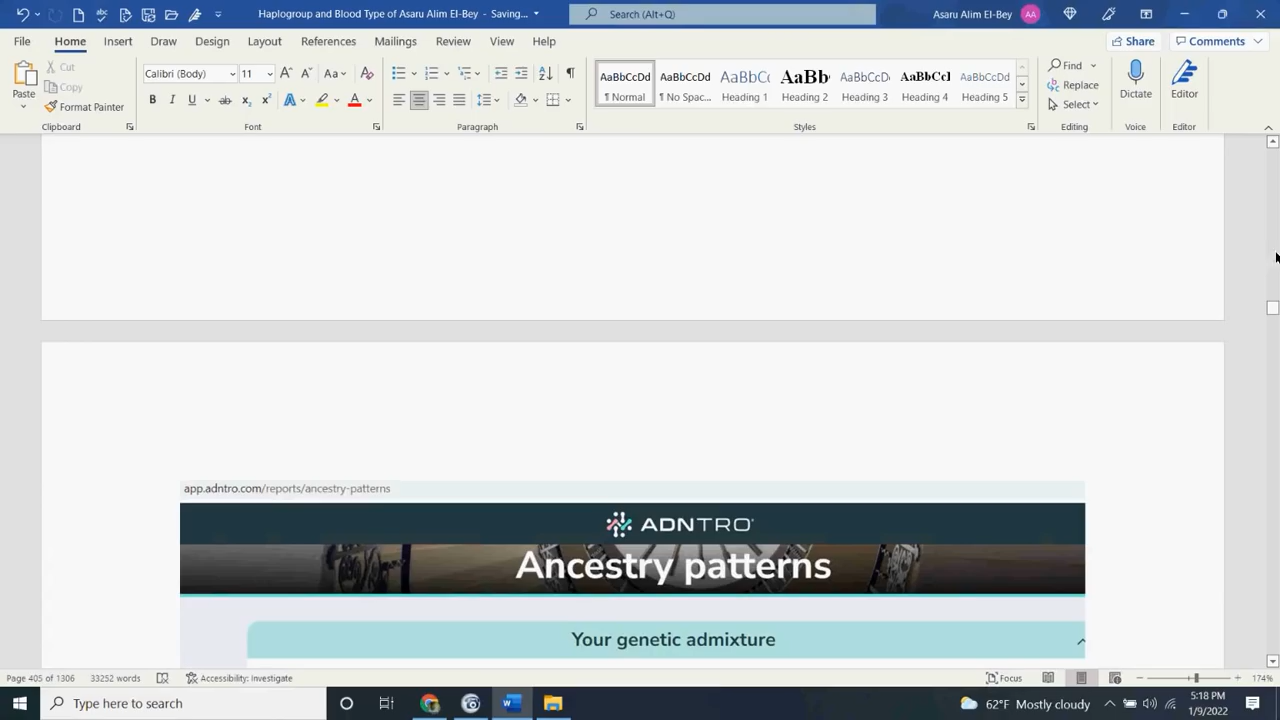 Haplogroup and Blood Type of Asaru Alim El-Bey - Saving...
Search (Alt+Q)
Asaru Alim El-Bey
AA
File Home Insert Draw Design Layout References Mailings Review View Help
Share
Comments
Paste
Cut
Copy
Format Painter
Clipboard
Calibri (Body) 11
Font
Paragraph
AaBbCcDd ¶ Normal
AaBbCcDd ¶ No Spac...
AaBbCc Heading 1
AaBbCc Heading 2
AaBbCcDc Heading 3
AaBbCcI Heading 4
AaBbCcDd Heading 5
Styles
Find
Replace
Select
Editing
Dictate
Voice
Editor
Editor
app.adntro.com/reports/ancestry-patterns
ADNTRO
Ancestry patterns
Your genetic admixture
Page 405 of 1306 33252 words Accessibility: Investigate Focus 174%
Type here to search
62°F Mostly cloudy
5:18 PM
1/9/2022